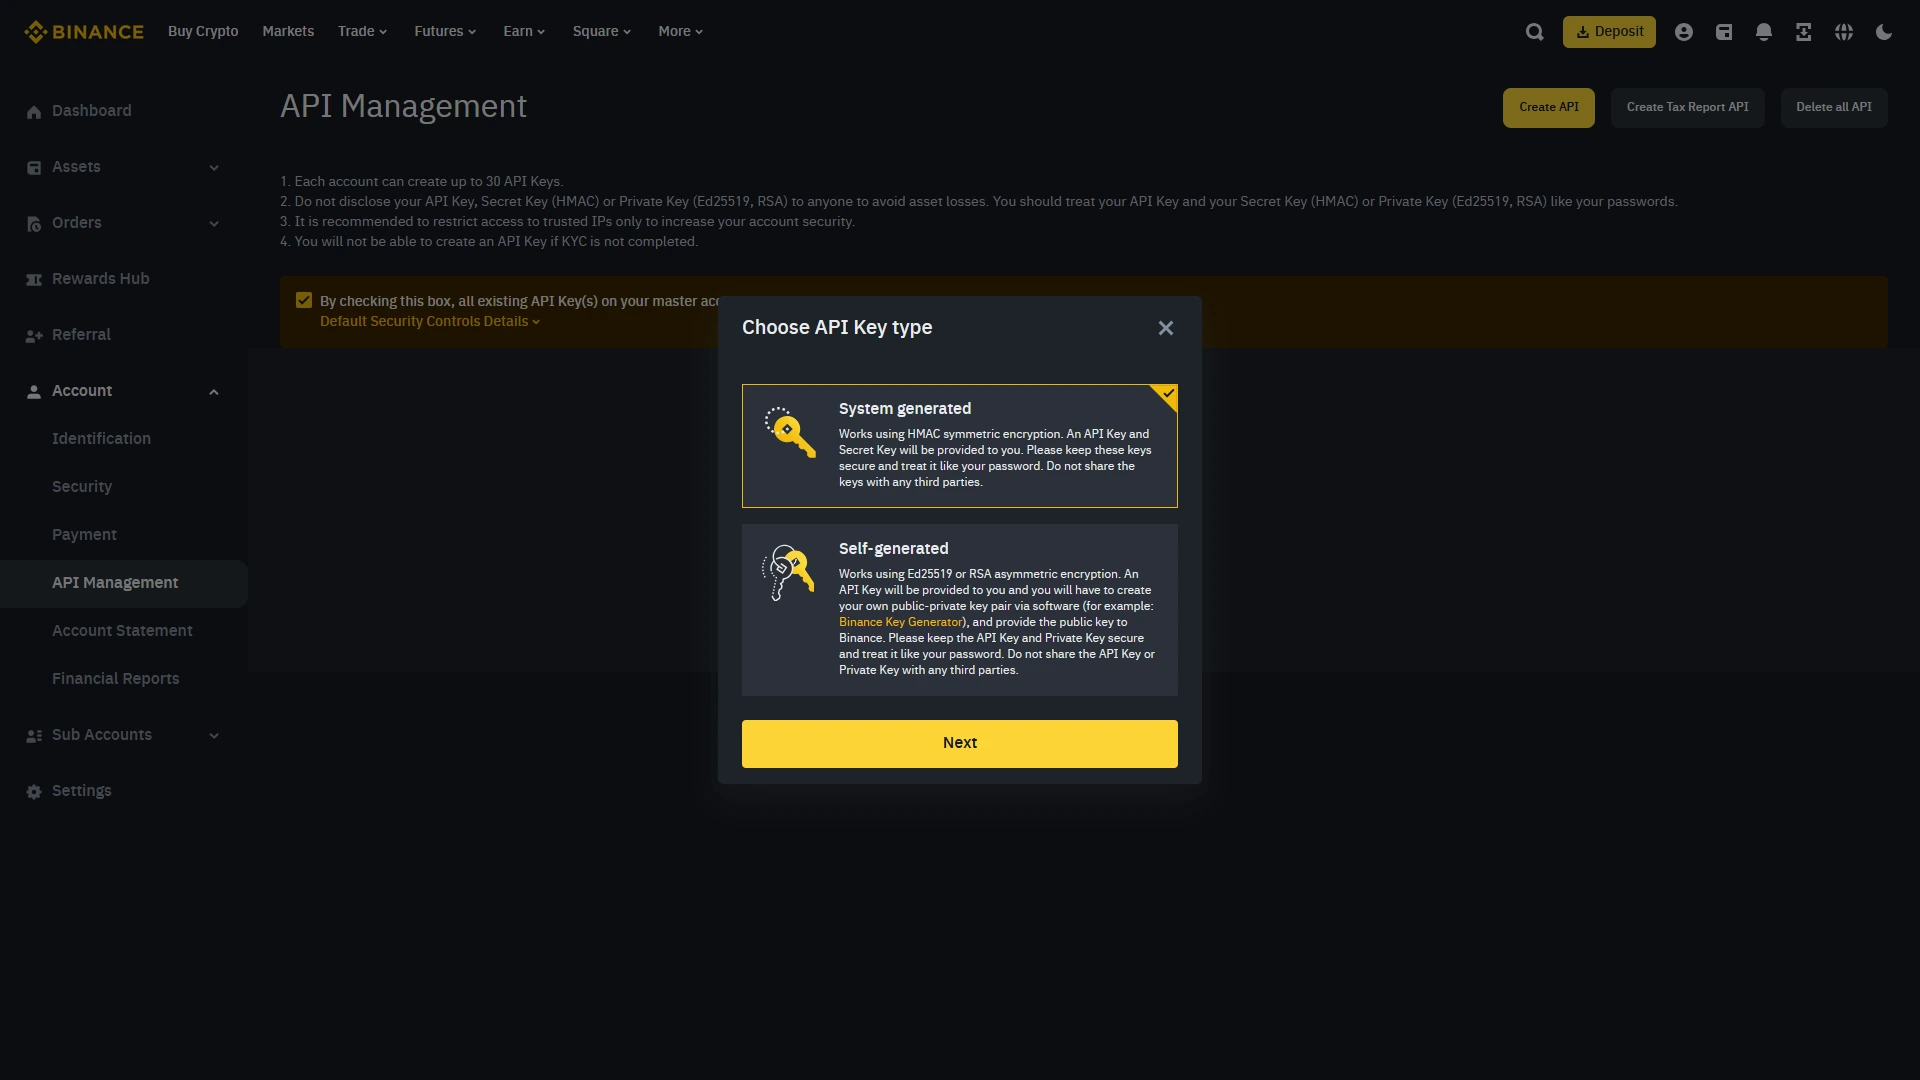 BINANCE
Buy Crypto
Markets
Trade
Futures
Earn
Square
More
Deposit
Dashboard
Assets
Orders
Rewards Hub
Referral
Account
Identification
Security
Payment
API Management
Account Statement
Financial Reports
Sub Accounts
Settings
API Management
Create API
Create Tax Report API
Delete all API
1. Each account can create up to 30 API Keys.
2. Do not disclose your API Key, Secret Key (HMAC) or Private Key (Ed25519, RSA) to anyone to avoid asset losses. You should treat your API Key and your Secret Key (HMAC) or Private Key (Ed25519, RSA) like your passwords.
3. It is recommended to restrict access to trusted IPs only to increase your account security.
4. You will not be able to create an API Key if KYC is not completed.
By checking this box, all existing API Key(s) on your master
Default Security Controls Details
Choose API Key type
System generated
Works using HMAC symmetric encryption. An API Key and
Secret Key will be provided to you. Please keep these keys
secure and treat it like your password. Do not share the
keys with any third parties.
Self-generated
Works using Ed25519 or RSA asymmetric encryption. An
API Key will be provided to you and you will have to create
your own public-private key pair via software (for example:
Binance Key Generator), and provide the public key to
Binance. Please keep the API Key and Private Key secure
and treat it like your password. Do not share the API Key or
Private Key with any third parties.
Next